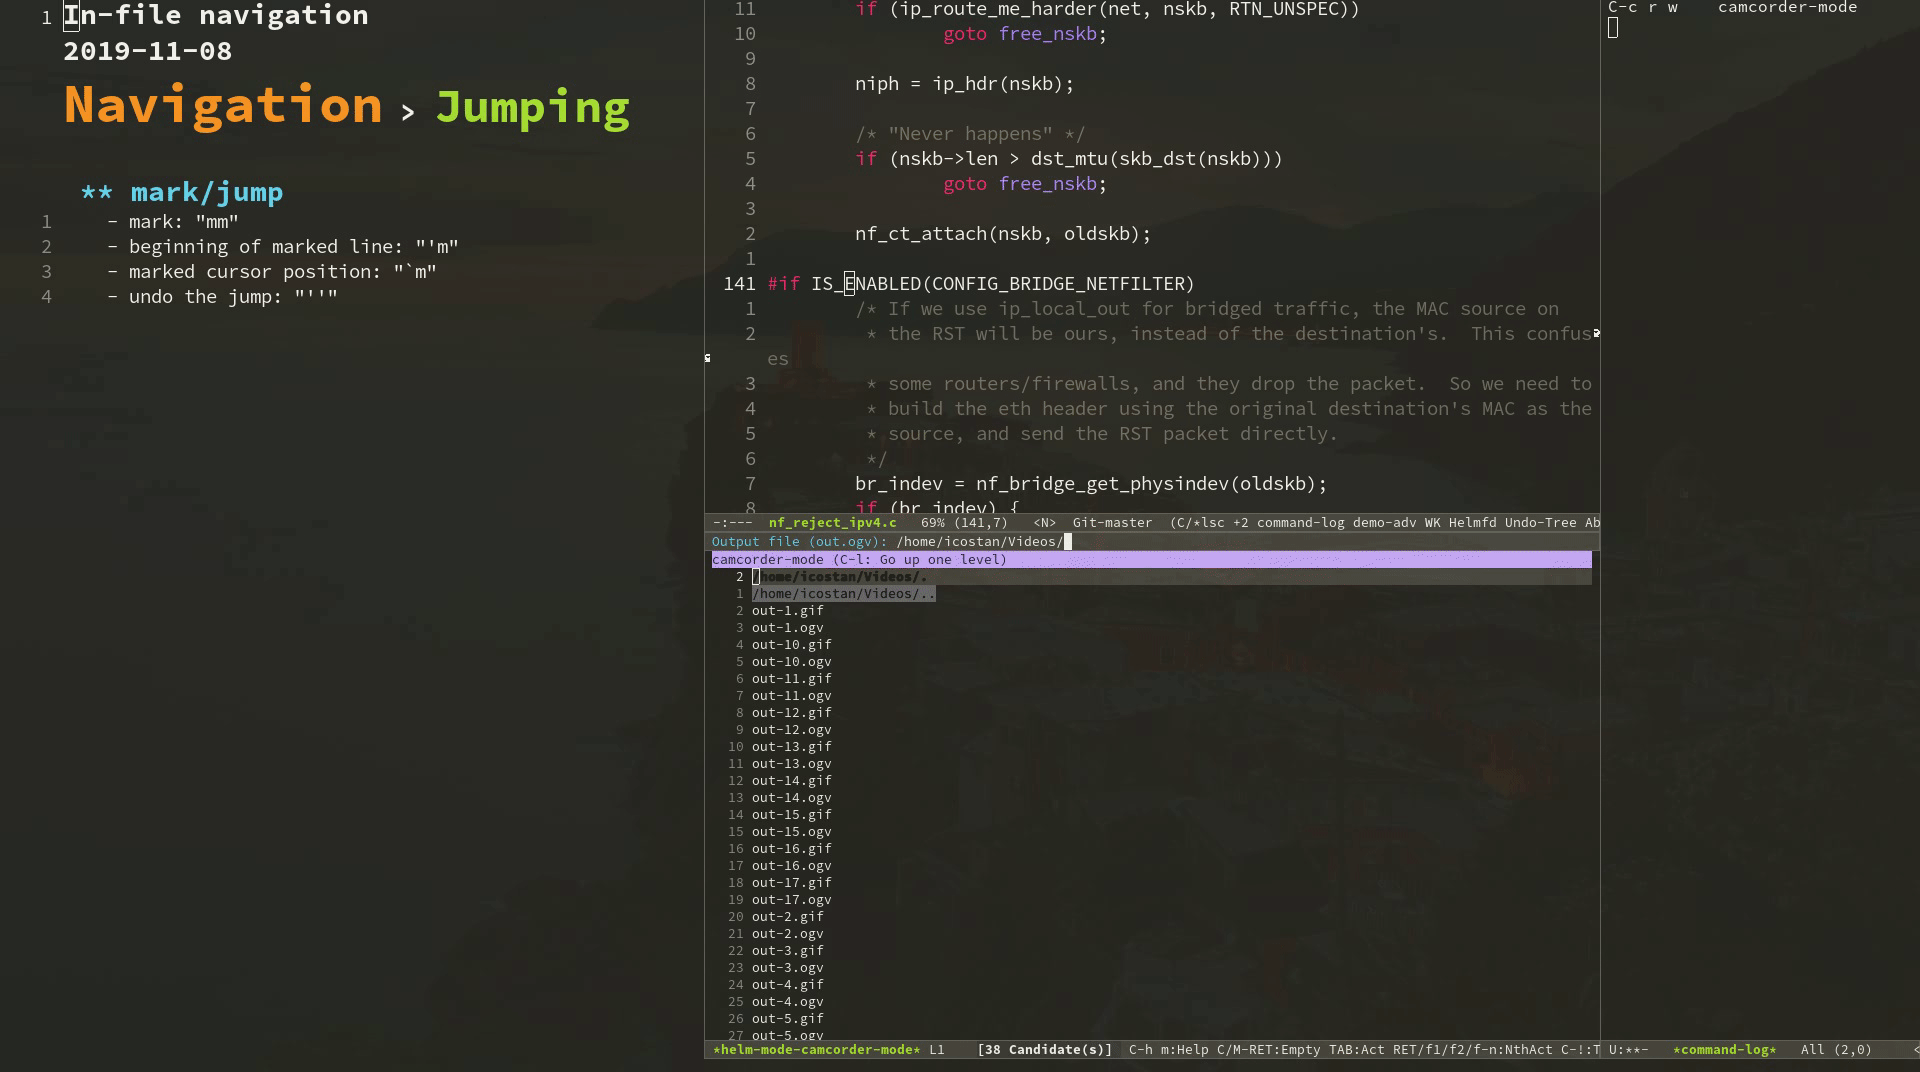 1 In-file navigation
2019-11-08
Navigation > Jumping
** mark/jump
1 - mark: "mm"
2 - beginning of marked line: "'m"
3 - marked cursor position: "`m"
4 - undo the jump: "''"
11 if (ip_route_me_harder(net, nskb, RTN_UNSPEC))
10 goto free_nskb;
9
8 niph = ip_hdr(nskb);
7
6 /* "Never happens" */
5 if (nskb->len > dst_mtu(skb_dst(nskb)))
4 goto free_nskb;
3
2 nf_ct_attach(nskb, oldskb);
1
141 #if IS_ENABLED(CONFIG_BRIDGE_NETFILTER)
1 /* If we use ip_local_out for bridged traffic, the MAC source on
2 * the RST will be ours, instead of the destination's.  This confus
es
3 * some routers/firewalls, and they drop the packet.  So we need to
4 * build the eth header using the original destination's MAC as the
5 * source, and send the RST packet directly.
6 */
7 br_indev = nf_bridge_get_physindev(oldskb);
8 if (br_indev) {
-:--- nf_reject_ipv4.c 69% (141,7) <N> Git-master (C/*lsc +2 command-log demo-adv WK Helmfd Undo-Tree Ab
Output file (out.ogv): /home/icostan/Videos/
camcorder-mode (C-l: Go up one level)
2 /home/icostan/Videos/.
1 /home/icostan/Videos/..
2 out-1.gif
3 out-1.ogv
4 out-10.gif
5 out-10.ogv
6 out-11.gif
7 out-11.ogv
8 out-12.gif
9 out-12.ogv
10 out-13.gif
11 out-13.ogv
12 out-14.gif
13 out-14.ogv
14 out-15.gif
15 out-15.ogv
16 out-16.gif
17 out-16.ogv
18 out-17.gif
19 out-17.ogv
20 out-2.gif
21 out-2.ogv
22 out-3.gif
23 out-3.ogv
24 out-4.gif
25 out-4.ogv
26 out-5.gif
27 out-5.ogv
*helm-mode-camcorder-mode* L1 [38 Candidate(s)] C-h m:Help C/M-RET:Empty TAB:Act RET/f1/f2/f-n:NthAct C-!:T
C-c r w camcorder-mode
U:**- *command-log* All (2,0) <